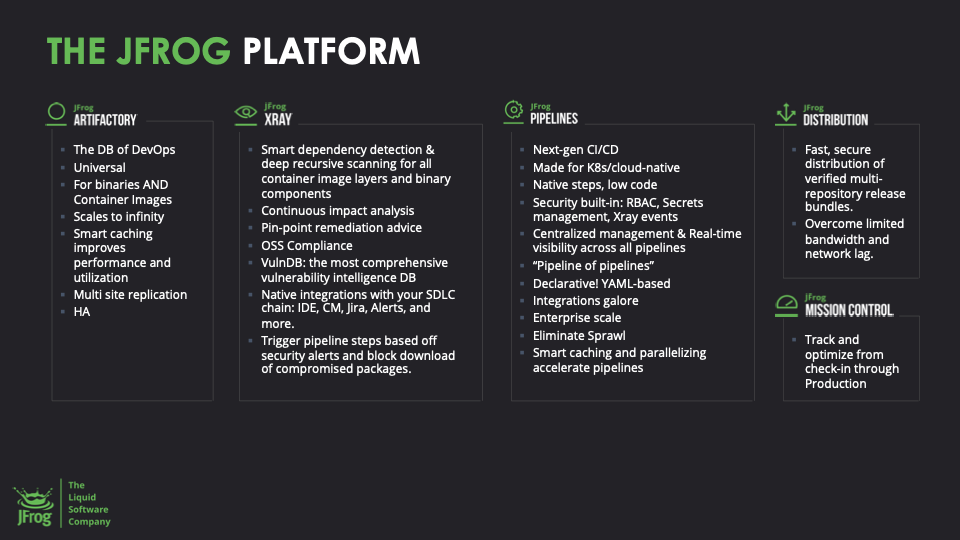 THE JFROG PLATFORM
JFrog
ARTIFACTORY
The DB of DevOps
Universal
For binaries AND
Container Images
Scales to infinity
Smart caching
improves
performance and
utilization
Multi site replication
HA
JFrog
XRAY
Smart dependency detection &
deep recursive scanning for all
container image layers and binary
components
Continuous impact analysis
Pin-point remediation advice
OSS Compliance
VulnDB: the most comprehensive
vulnerability intelligence DB
Native integrations with your SDLC
chain: IDE, CM, Jira, Alerts, and
more.
Trigger pipeline steps based off
security alerts and block download
of compromised packages.
JFrog
PIPELINES
Next-gen CI/CD
Made for K8s/cloud-native
Native steps, low code
Security built-in: RBAC, Secrets
management, Xray events
Centralized management & Real-time
visibility across all pipelines
“Pipeline of pipelines”
Declarative! YAML-based
Integrations galore
Enterprise scale
Eliminate Sprawl
Smart caching and parallelizing
accelerate pipelines
JFrog
DISTRIBUTION
Fast, secure
distribution of
verified multi-
repository release
bundles.
Overcome limited
bandwidth and
network lag.
JFrog
MISSION CONTROL
Track and
optimize from
check-in through
Production
JFrog
The
Liquid
Software
Company